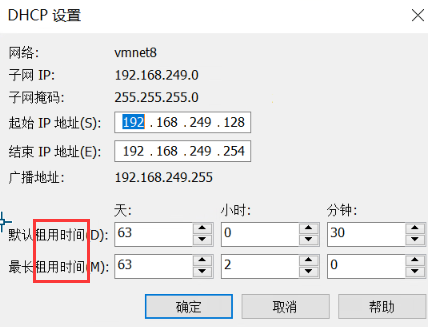 DHCP 设置
网络: vmnet8
子网 IP: 192.168.249.0
子网掩码: 255.255.255.0
起始 IP 地址(S): 192 . 168 . 249 . 128
结束 IP 地址(E): 192 . 168 . 249 . 254
广播地址: 192.168.249.255
天: 小时: 分钟:
默认租用时间(D): 63 0 30
最长租用时间(M): 63 2 0
确定 取消 帮助